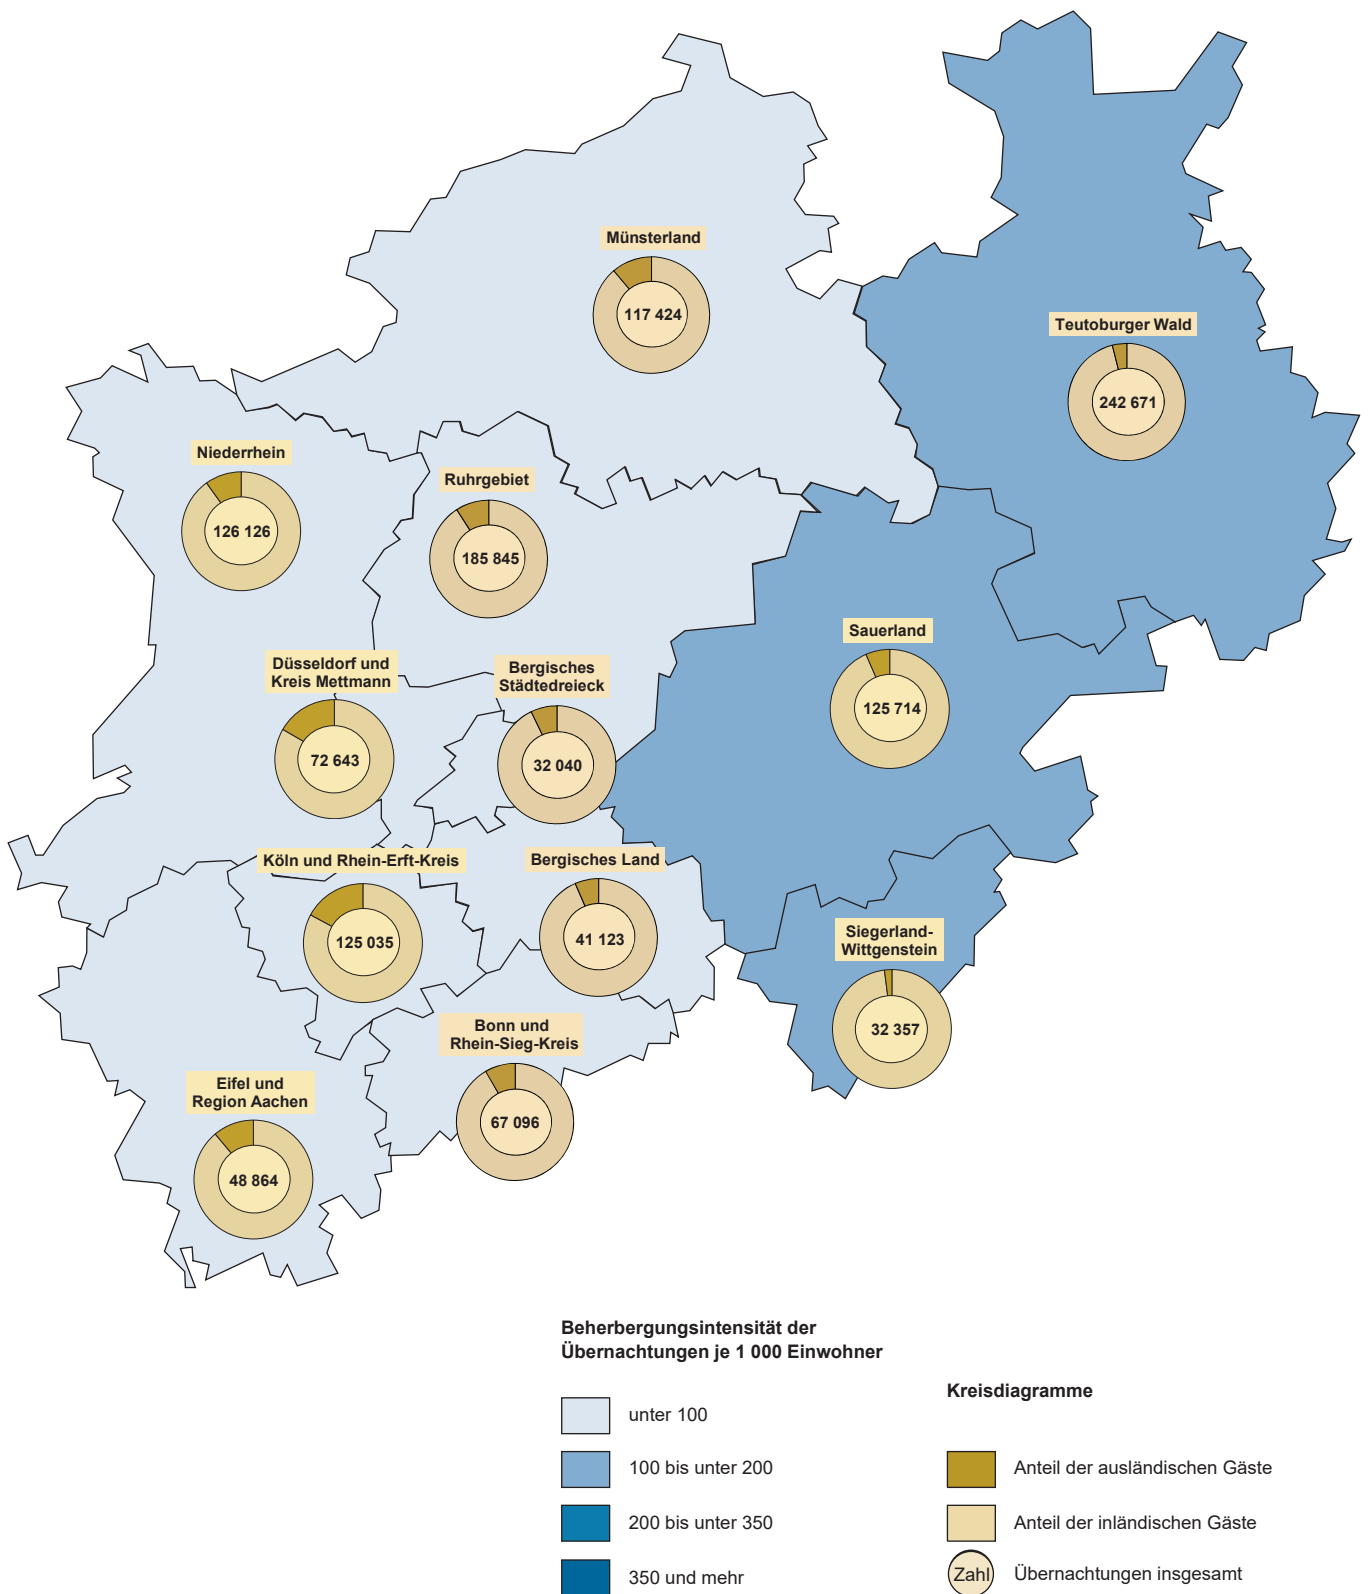 Münsterland
117 424
Teutoburger Wald
242 671
Niederrhein
126 126
Ruhrgebiet
185 845
Sauerland
125 714
Düsseldorf und
Kreis Mettmann
72 643
Bergisches
Städtedreieck
32 040
Köln und Rhein-Erft-Kreis
125 035
Bergisches Land
41 123
Siegerland-
Wittgenstein
32 357
Bonn und
Rhein-Sieg-Kreis
67 096
Eifel und
Region Aachen
48 864
Beherbergungsintensität der
Übernachtungen je 1 000 Einwohner
unter 100
100 bis unter 200
200 bis unter 350
350 und mehr
Kreisdiagramme
Anteil der ausländischen Gäste
Anteil der inländischen Gäste
Zahl Übernachtungen insgesamt